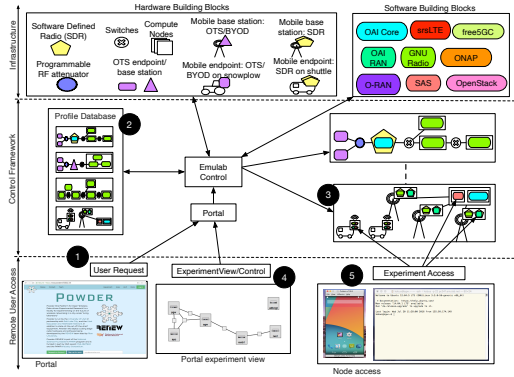 Hardware Building Blocks
Software Building Blocks
Infrastructure
Software Defined
Radio (SDR)
Switches
Compute
Nodes
Mobile base station:
OTS/BYOD
Mobile base
station: SDR
Programmable
RF attenuator
OTS endpoint/
base station
Mobile endpoint: OTS/
BYOD on snowplow
Mobile endpoint:
SDR on shuttle
OAI Core
srsLTE
free5GC
OAI
RAN
GNU
Radio
ONAP
O-RAN
SAS
OpenStack
Control Framework
Profile Database
2
Emulab
Control
Portal
3
Remote User Access
1
User Request
ExperimentView/Control
4
5
Experiment Access
POWDER
RENEW
Portal
Portal experiment view
Node access